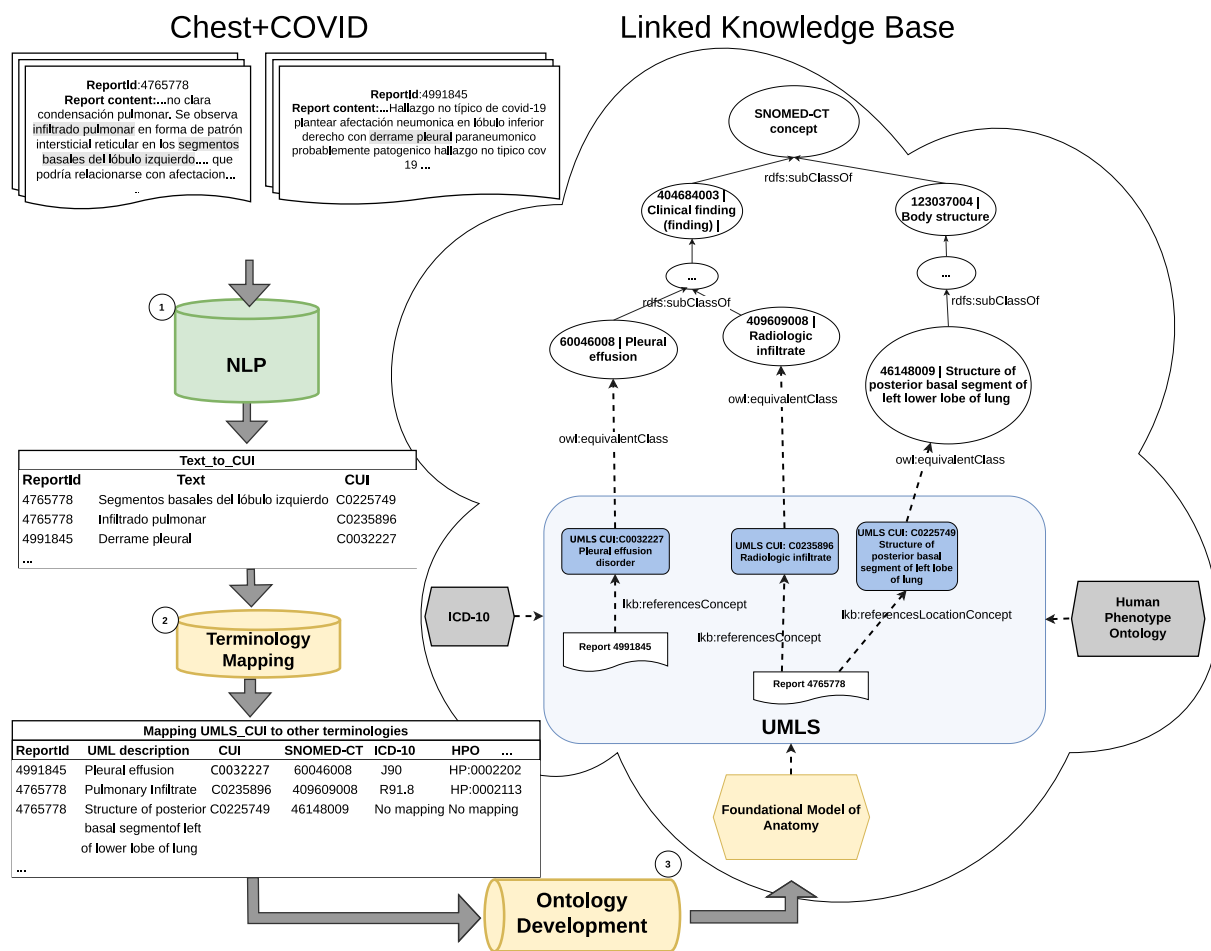 Chest+COVID
Linked Knowledge Base
ReportId:4765778
Report content:...no clara
condensación pulmonar. Se observa
infiltrado pulmonar en forma de patrón
intersticial reticular en los segmentos
basales del lóbulo izquierdo.... que
podría relacionarse con afectacion...
..
ReportId:4991845
Report content:...Hallazgo no típico de covid-19
plantear afectación neumonica en lóbulo inferior
derecho con derrame pleural paraneumonico
probablemente patogenico hallazgo no tipico cov
19 ...
1
NLP
Text_to_CUI
ReportId Text CUI
4765778 Segmentos basales del lóbulo izquierdo C0225749
4765778 Infiltrado pulmonar C0235896
4991845 Derrame pleural C0032227
...
2
Terminology
Mapping
Mapping UMLS_CUI to other terminologies
ReportId UML description CUI SNOMED-CT ICD-10 HPO ...
4991845 Pleural effusion C0032227 60046008 J90 HP:0002202
4765778 Pulmonary Infiltrate C0235896 409609008 R91.8 HP:0002113
4765778 Structure of posterior C0225749 46148009 No mapping No mapping
basal segmentof left
of lower lobe of lung
...
3
Ontology
Development
SNOMED-CT
concept
rdfs:subClassOf
404684003 |
Clinical finding
(finding) |
123037004 |
Body structure
...
...
rdfs:subClassOf
rdfs:subClassOf
60046008 | Pleural
effusion
409609008 |
Radiologic
infiltrate
46148009 | Structure of
posterior basal segment of
left lower lobe of lung
owl:equivalentClass
owl:equivalentClass
owl:equivalentClass
UMLS CUI:C0032227
Pleural effusion
disorder
UMLS CUI: C0235896
Radiologic infiltrate
UMLS CUI: C0225749
Structure of
posterior basal
segment of left lobe
of lung
lkb:referencesConcept
lkb:referencesConcept
lkb:referencesLocationConcept
ICD-10
Human
Phenotype
Ontology
Report 4991845
Report 4765778
UMLS
Foundational Model of
Anatomy